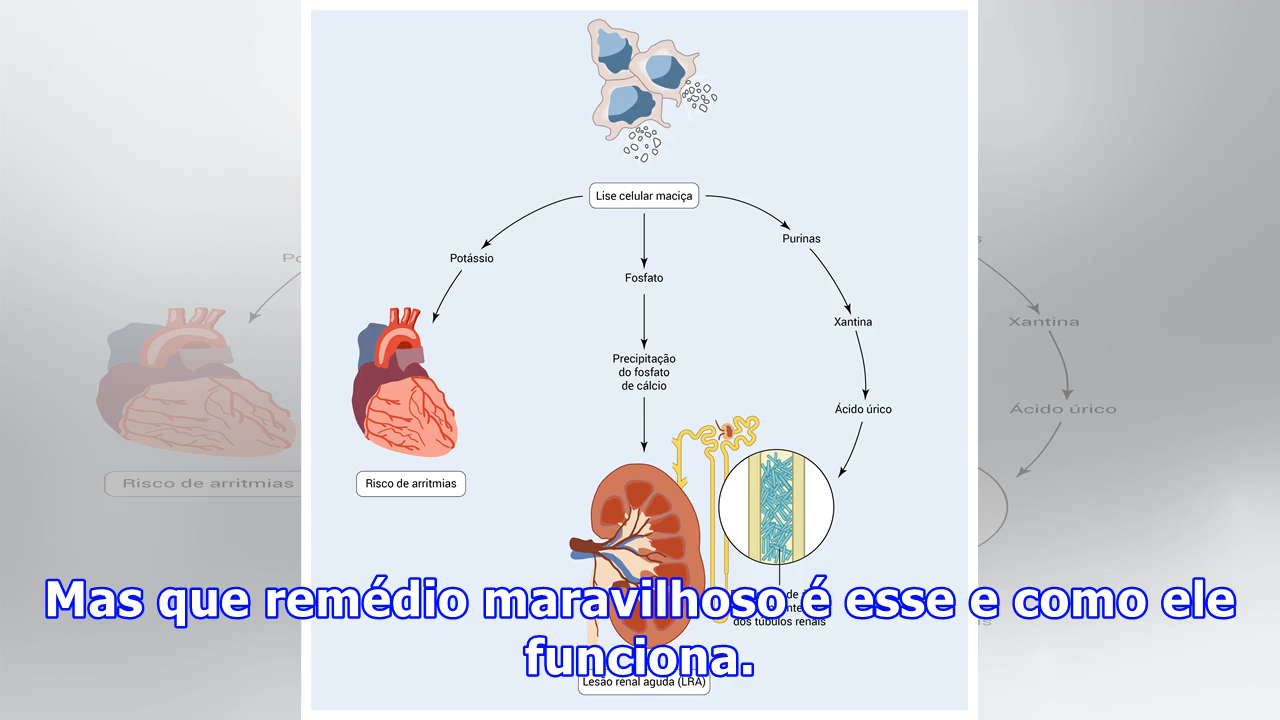 Lise celular maciça
Purinas
Potássio
Fosfato
Xantina
Xantina
Precipitação
do fosfato
de cálcio
Ácido úrico
Ácido úrico
Risco de arritmias
Risco de arritmias
dos túbulos renais
Mas que remédio maravilhoso é esse e como ele
funciona.
Lesão renal aguda (LRA)